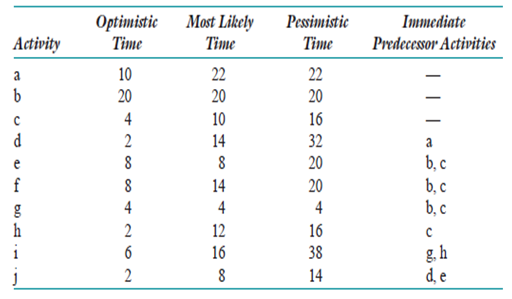 Optimistic Most Likely Pessimistic Immediate
Activity Time Time Time Predecessor Activities
a 10 22 22 —
b 20 20 20 —
c 4 10 16 —
d 2 14 32 a
e 8 8 20 b, c
f 8 14 20 b, c
g 4 4 4 b, c
h 2 12 16 c
i 6 16 38 g, h
j 2 8 14 d, e